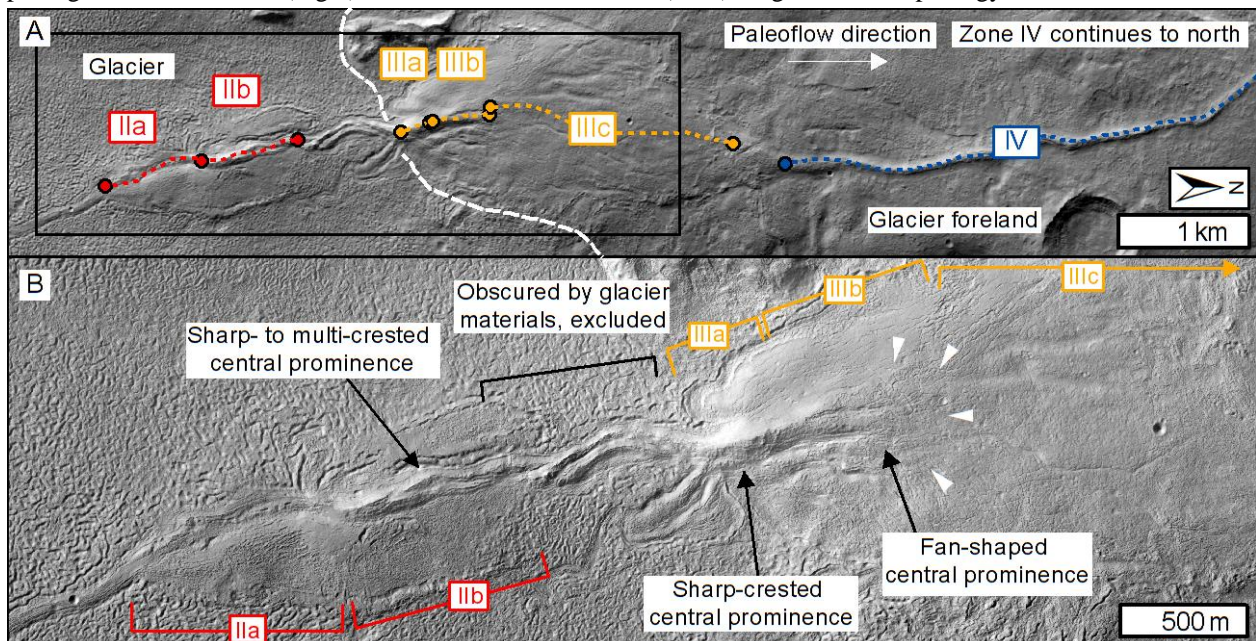 A
Glacier
IIa
IIb
IIIa
IIIb
IIIc
Paleoflow direction
Zone IV continues to north
IV
N
Glacier foreland
1 km
B
Sharp- to multi-crested
central prominence
Obscured by glacier
materials, excluded
IIIa
IIIb
IIIc
IIa
IIb
Sharp-crested
central prominence
Fan-shaped
central prominence
500 m